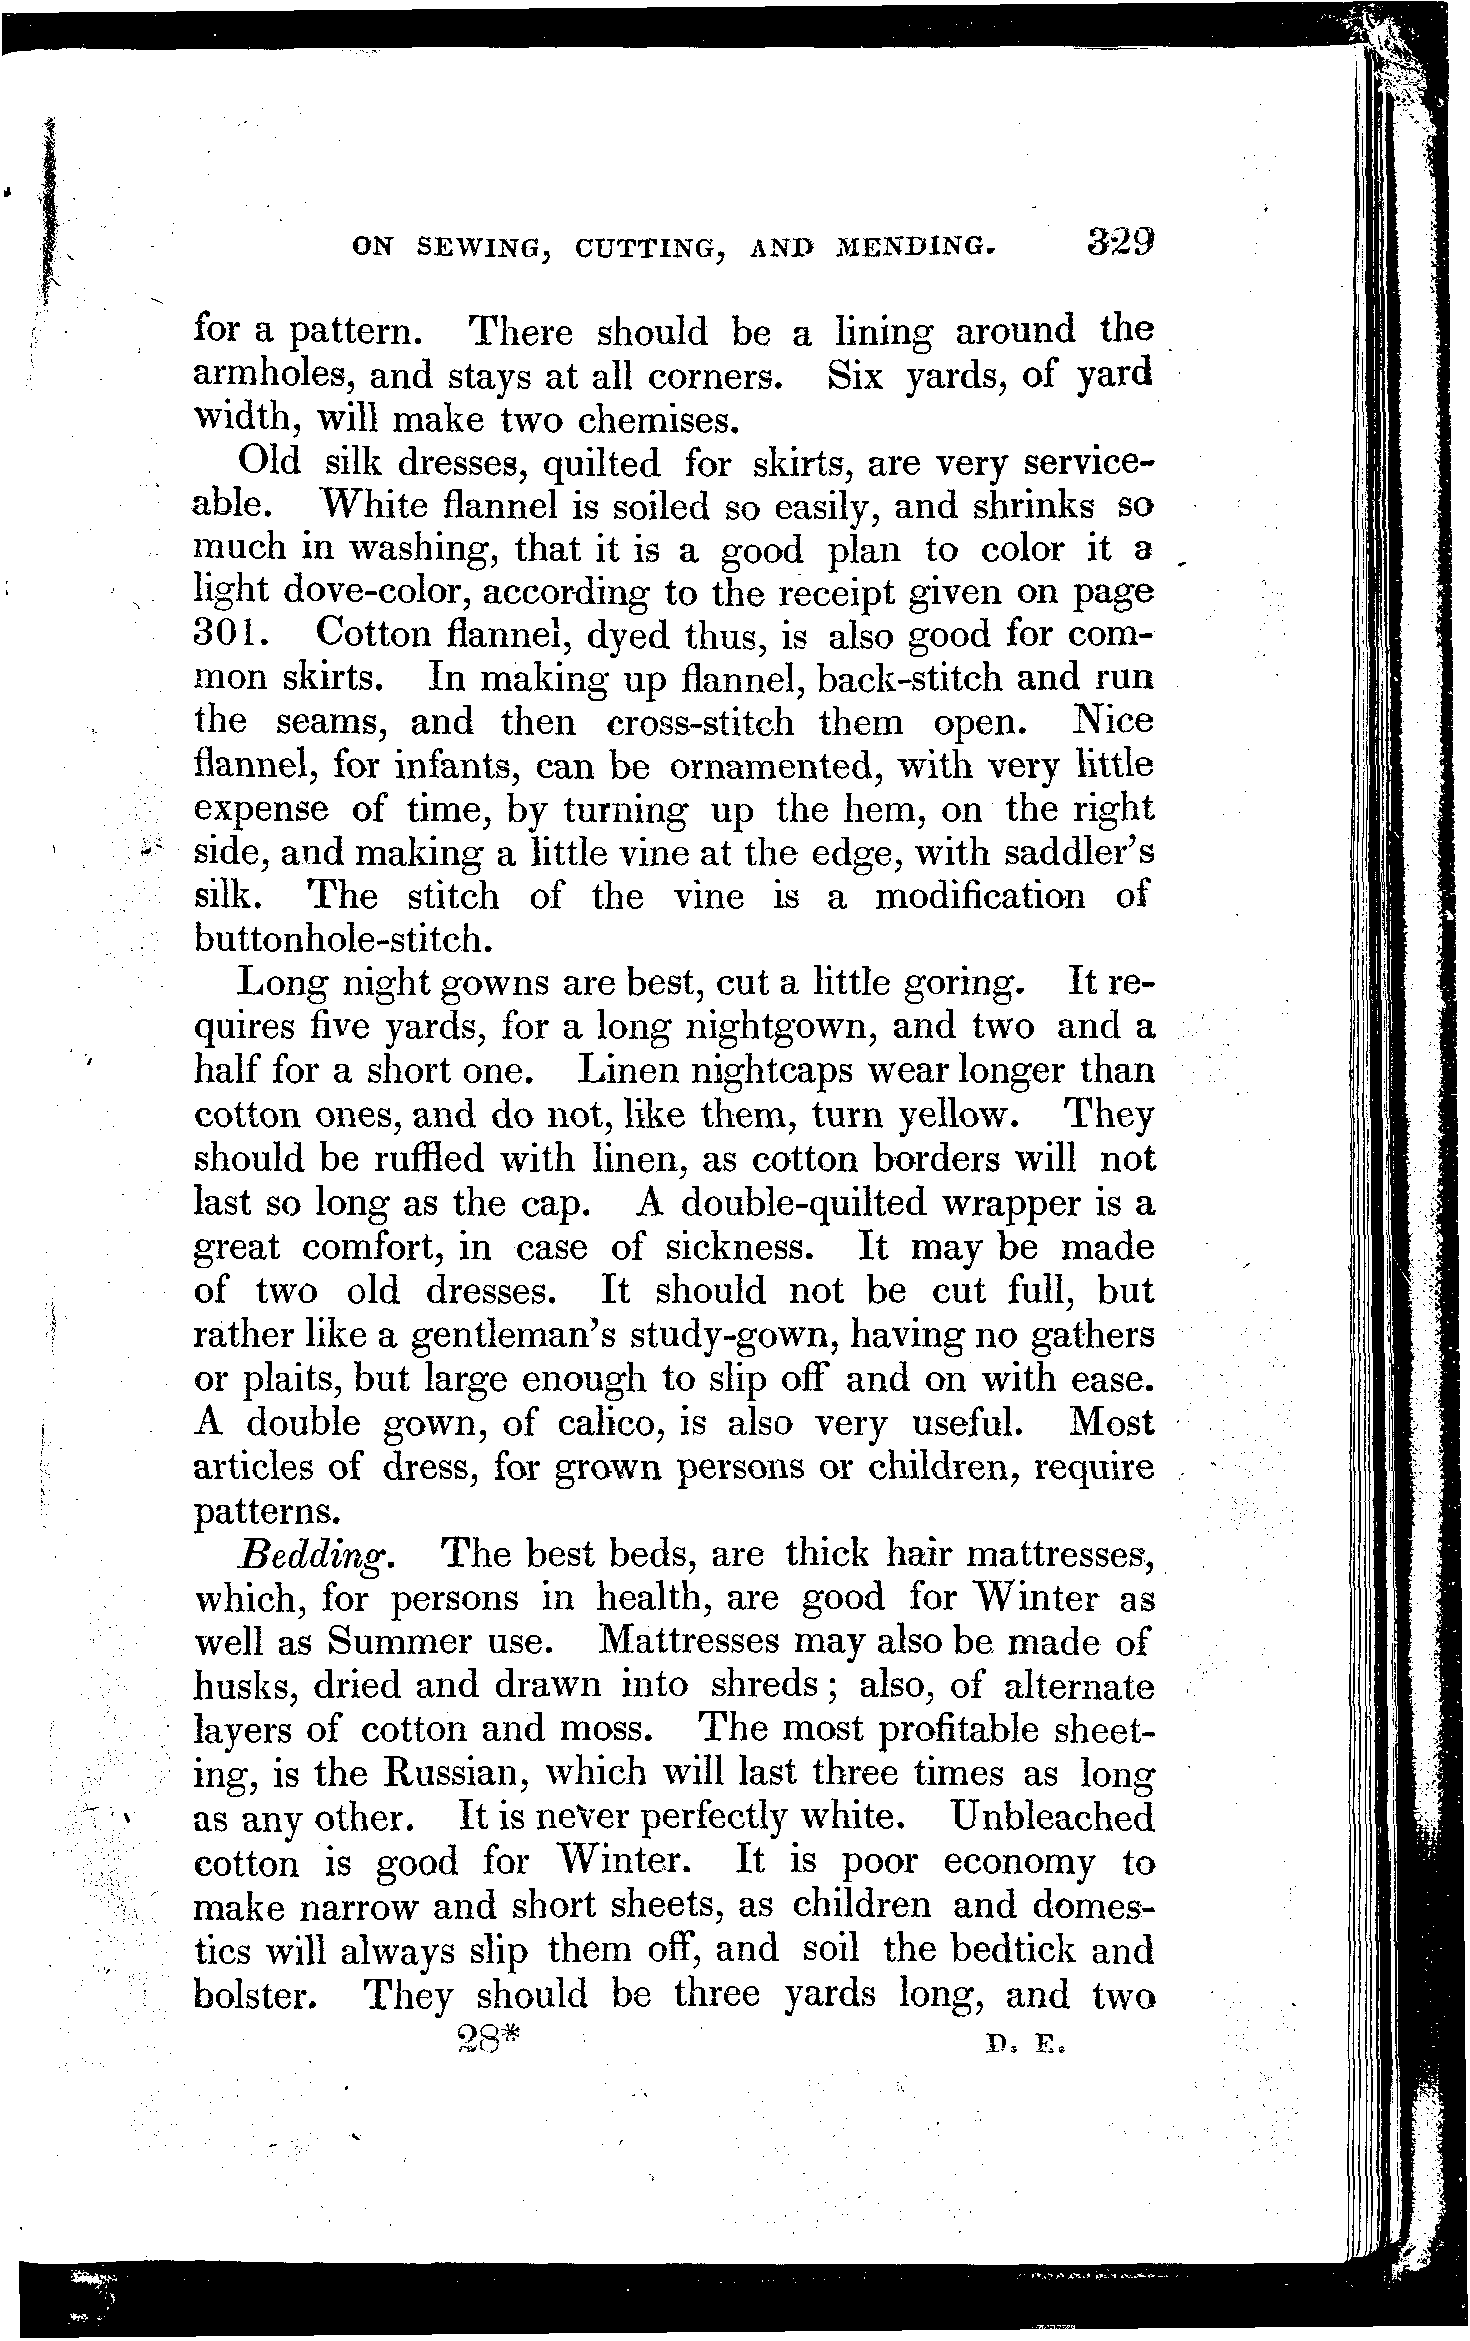 ON SEWING, CUTTING, AND MENDING. 329
for a pattern. There should be a lining around the
armholes, and stays at all corners. Six yards, of yard
width, will make two chemises.
Old silk dresses, quilted for skirts, are very service-
able. White flannel is soiled so easily, and shrinks so
much in washing, that it is a good plan to color it a
light dove-color, according to the receipt given on page
301. Cotton flannel, dyed thus, is also good for com-
mon skirts. In making up flannel, back-stitch and run
the seams, and then cross-stitch them open. Nice
flannel, for infants, can be ornamented, with very little
expense of time, by turning up the hem, on the right
side, and making a little vine at the edge, with saddler's
silk. The stitch of the vine is a modification of
buttonhole-stitch.
Long night gowns are best, cut a little goring. It re-
quires five yards, for a long nightgown, and two and a
half for a short one. Linen nightcaps wear longer than
cotton ones, and do not, like them, turn yellow. They
should be ruffled with linen, as cotton borders will not
last so long as the cap. A double-quilted wrapper is a
great comfort, in case of sickness. It may be made
of two old dresses. It should not be cut full, but
rather like a gentleman's study-gown, having no gathers
or plaits, but large enough to slip off and on with ease.
A double gown, of calico, is also very useful. Most
articles of dress, for grown persons or children, require
patterns.
Bedding. The best beds, are thick hair mattresses,
which, for persons in health, are good for Winter as
well as Summer use. Mattresses may also be made of
husks, dried and drawn into shreds; also, of alternate
layers of cotton and moss. The most profitable sheet-
ing, is the Russian, which will last three times as long
as any other. It is never perfectly white. Unbleached
cotton is good for Winter. It is poor economy to
make narrow and short sheets, as children and domes-
tics will always slip them off, and soil the bedtick and
bolster. They should be three yards long, and two
28* D. E.